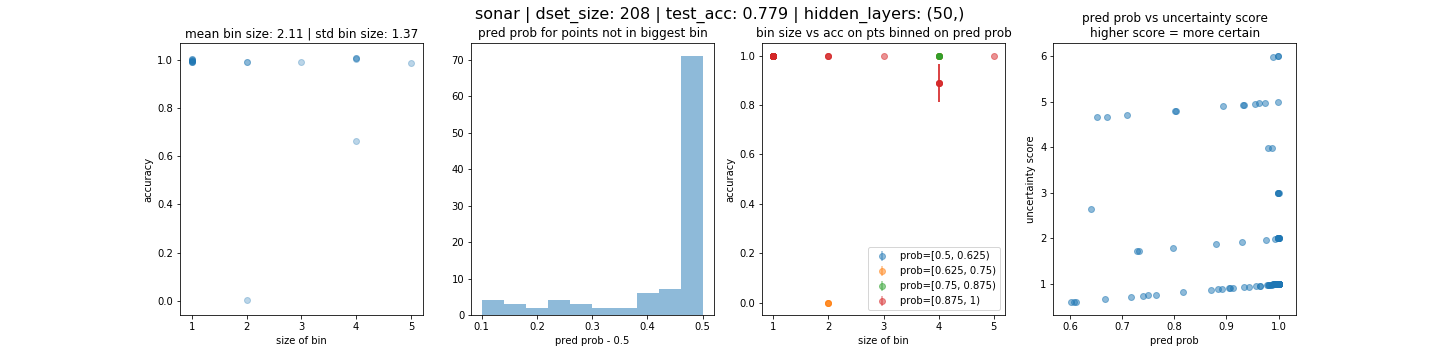 sonar | dset_size: 208 | test_acc: 0.779 | hidden_layers: (50,)
mean bin size: 2.11 | std bin size: 1.37
1.0
0.8
0.6
0.4
0.2
0.0
accuracy
1 2 3 4 5
size of bin
pred prob for points not in biggest bin
70
60
50
40
30
20
10
0
0.1 0.2 0.3 0.4 0.5
pred prob - 0.5
bin size vs acc on pts binned on pred prob
1.0
0.8
0.6
0.4
0.2
0.0
accuracy
prob=[0.5, 0.625)
prob=[0.625, 0.75)
prob=[0.75, 0.875)
prob=[0.875, 1)
1 2 3 4 5
size of bin
pred prob vs uncertainty score
higher score = more certain
6
5
4
3
2
1
uncertainty score
0.6 0.7 0.8 0.9 1.0
pred prob